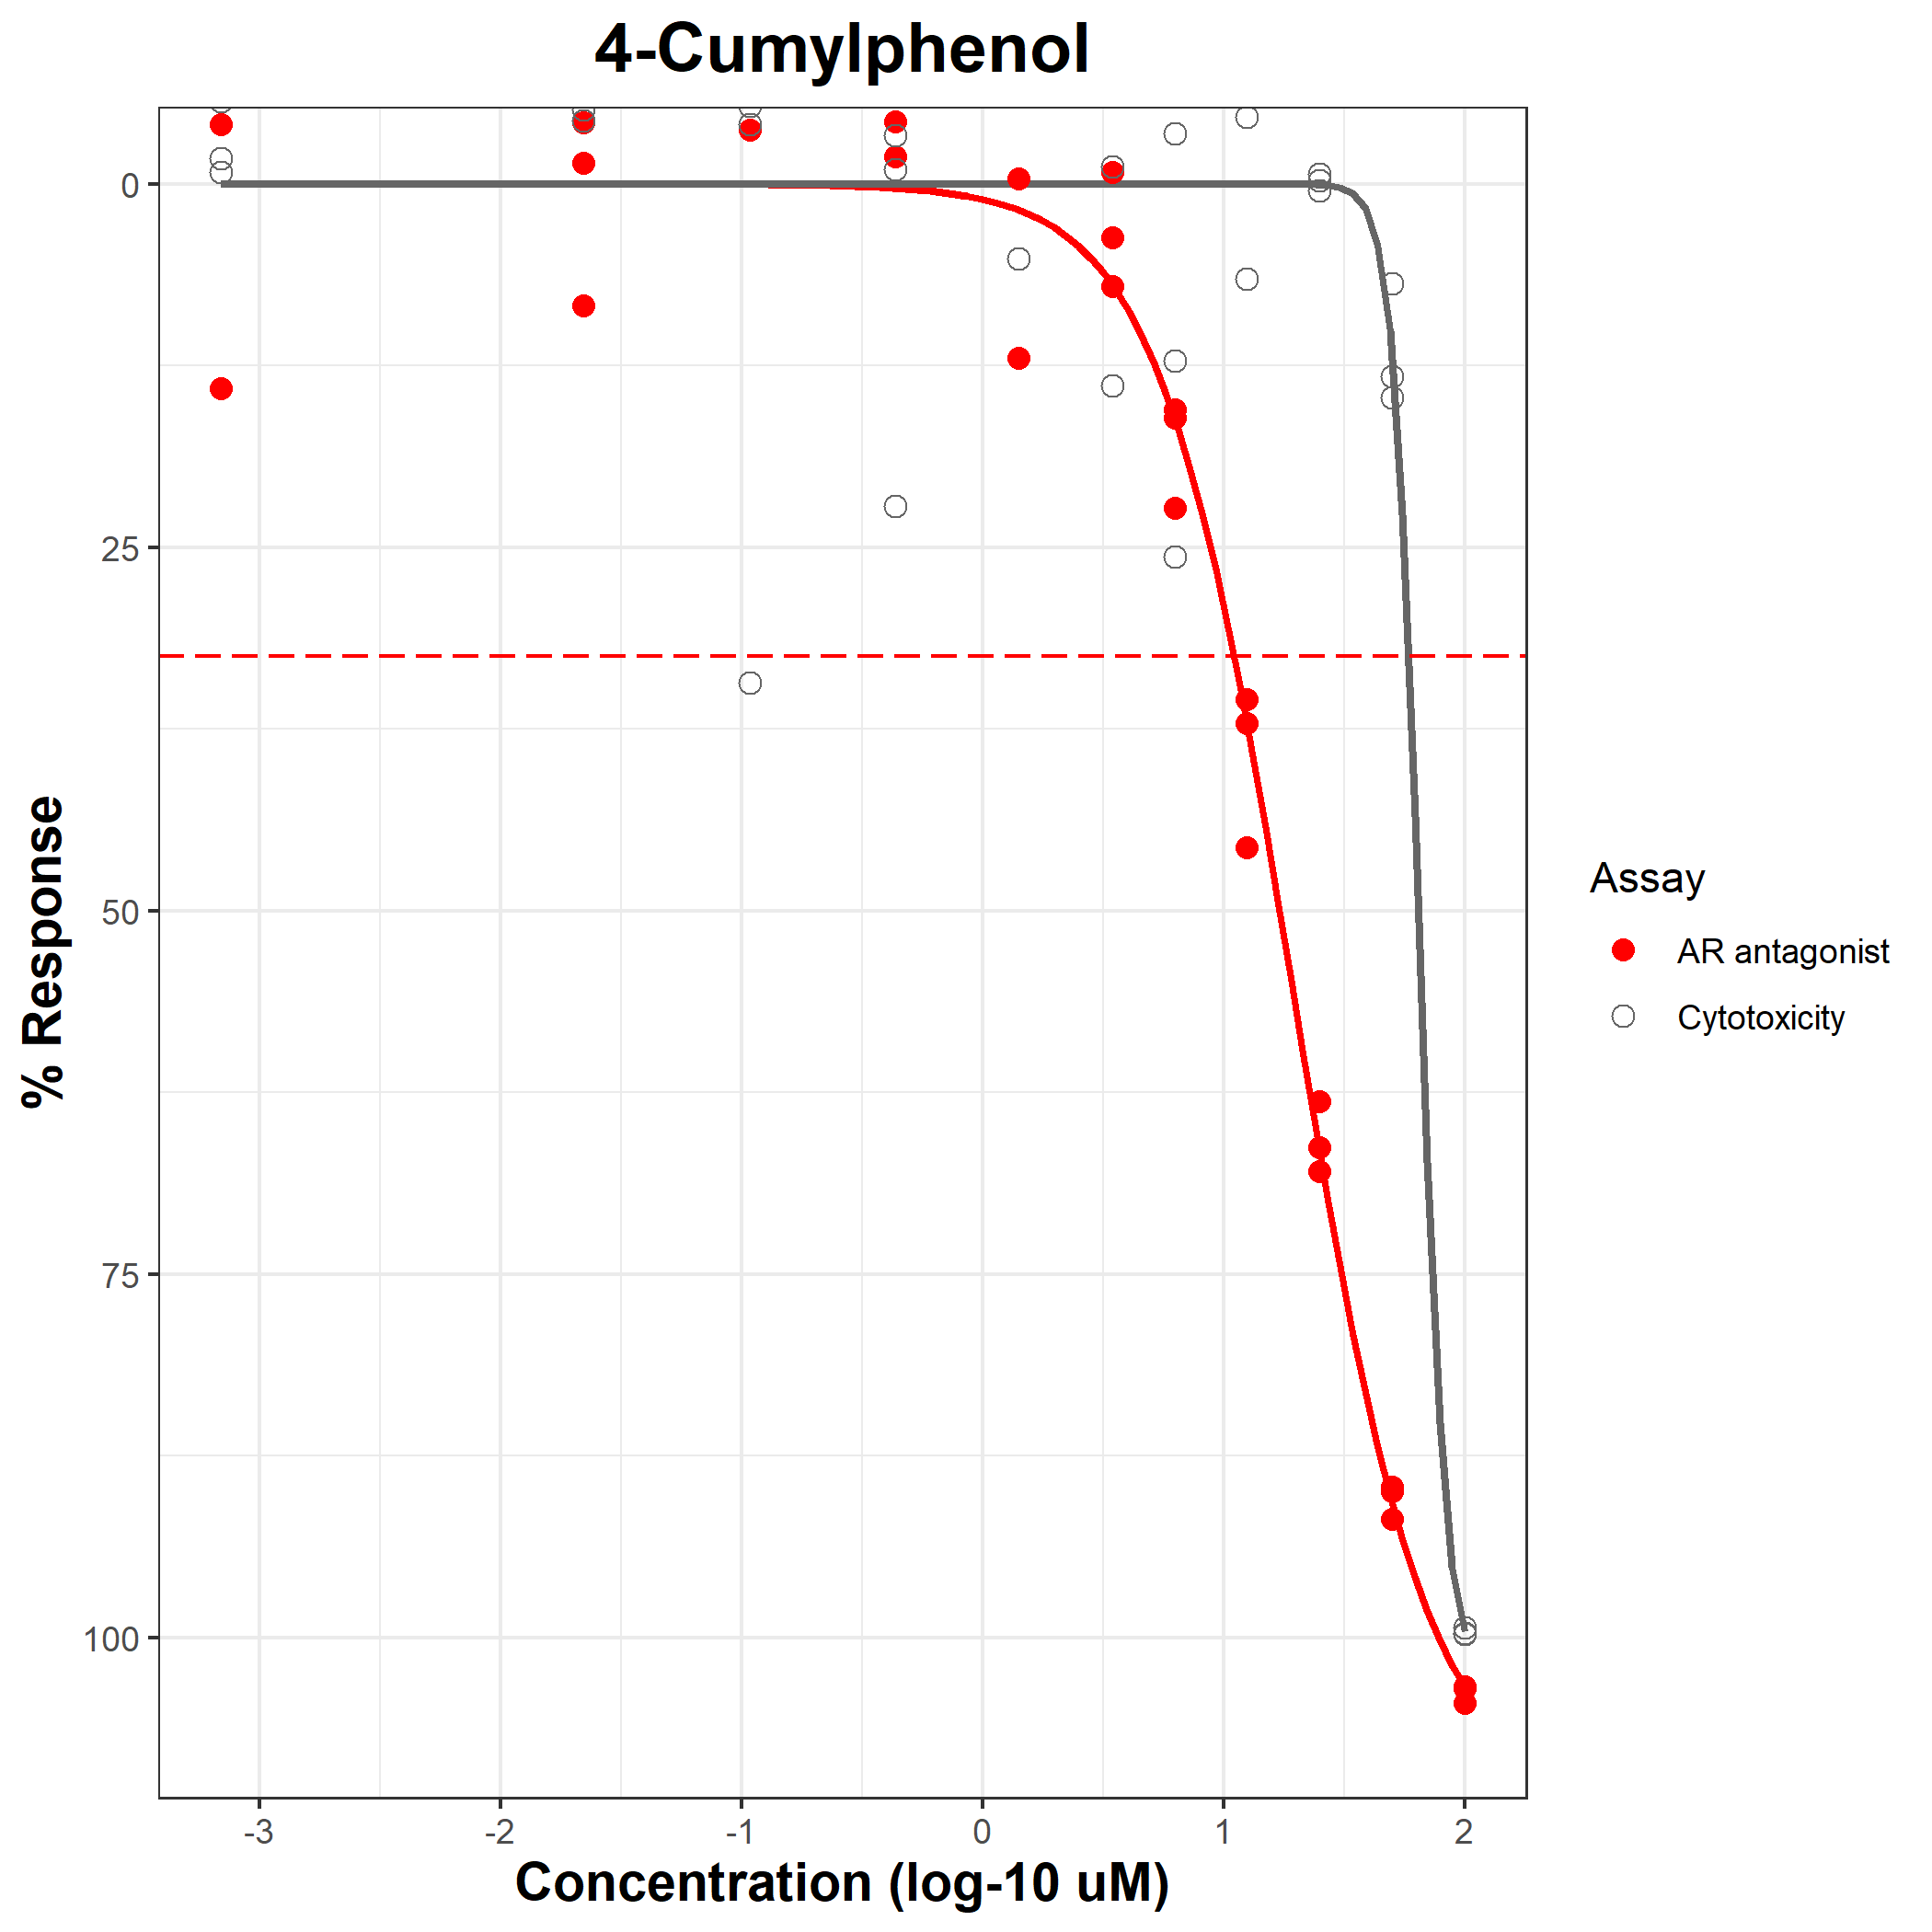 4-Cumylphenol
% Response
0
25
50
75
100
-3 -2 -1 0 1 2
Concentration (log-10 uM)
Assay
AR antagonist
Cytotoxicity